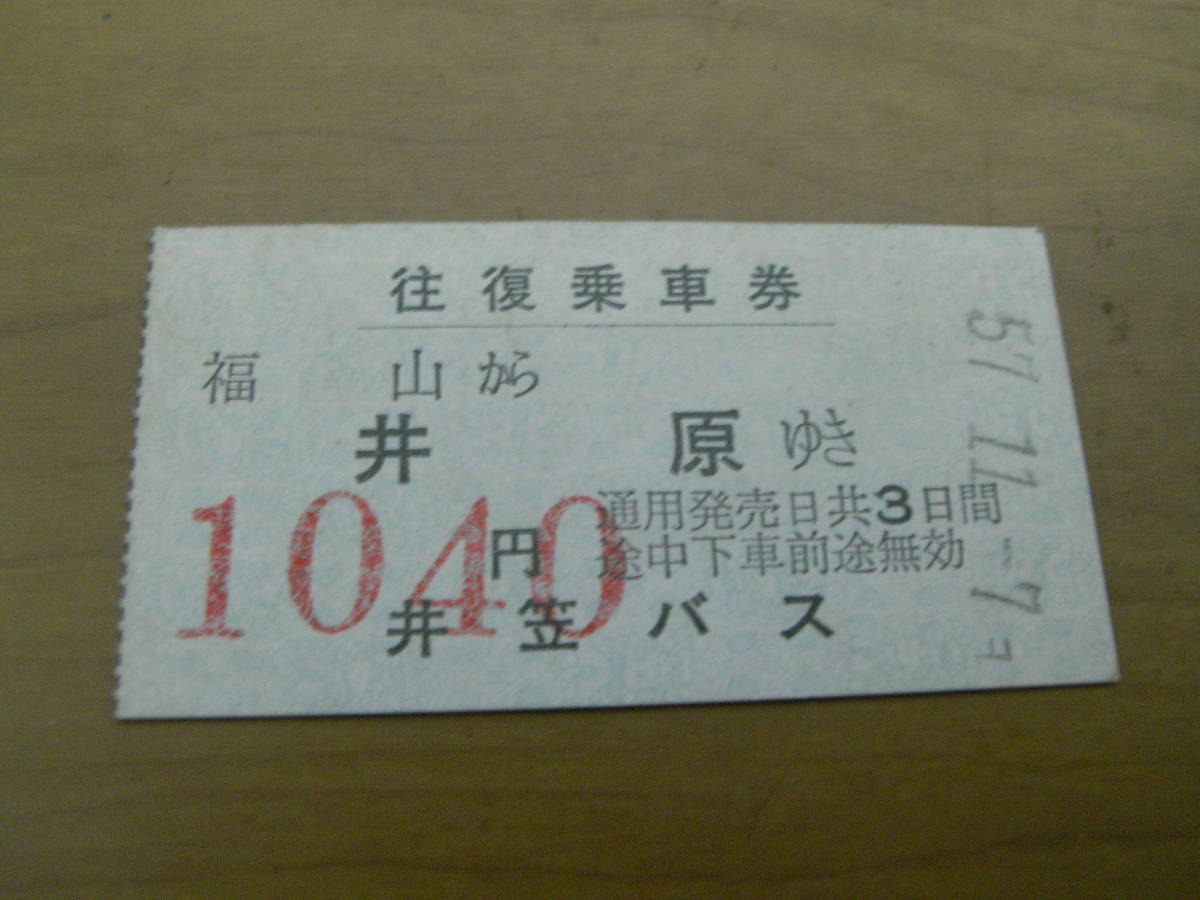 往復乗車券
福山から
井原ゆき
1040円
通用発売日共3日間
途中下車前途無効
井笠バス
57 11 -7